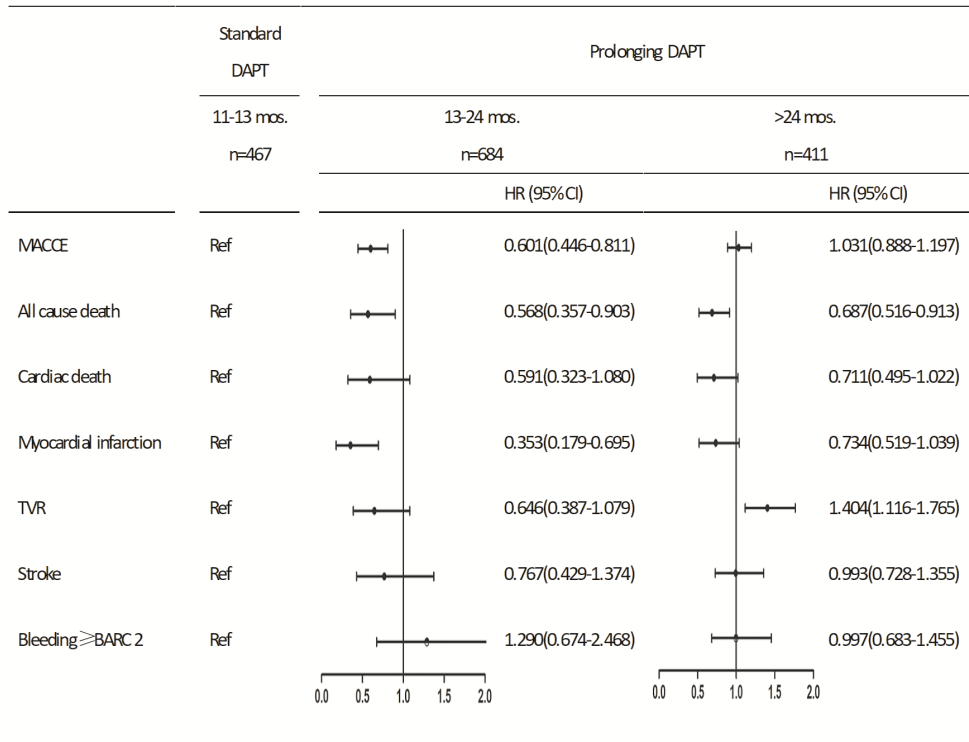 Standard DAPT
Prolonging DAPT
11-13 mos.
n=467
13-24 mos.
n=684
>24 mos.
n=411
HR (95%CI)
HR (95%CI)
MACCE Ref 0.601(0.446-0.811) 1.031(0.888-1.197)
All cause death Ref 0.568(0.357-0.903) 0.687(0.516-0.913)
Cardiac death Ref 0.591(0.323-1.080) 0.711(0.495-1.022)
Myocardial infarction Ref 0.353(0.179-0.695) 0.734(0.519-1.039)
TVR Ref 0.646(0.387-1.079) 1.404(1.116-1.765)
Stroke Ref 0.767(0.429-1.374) 0.993(0.728-1.355)
Bleeding ⩾BARC 2 Ref 1.290(0.674-2.468) 0.997(0.683-1.455)
0.0 0.5 1.0 1.5 2.0
0.0 0.5 1.0 1.5 2.0